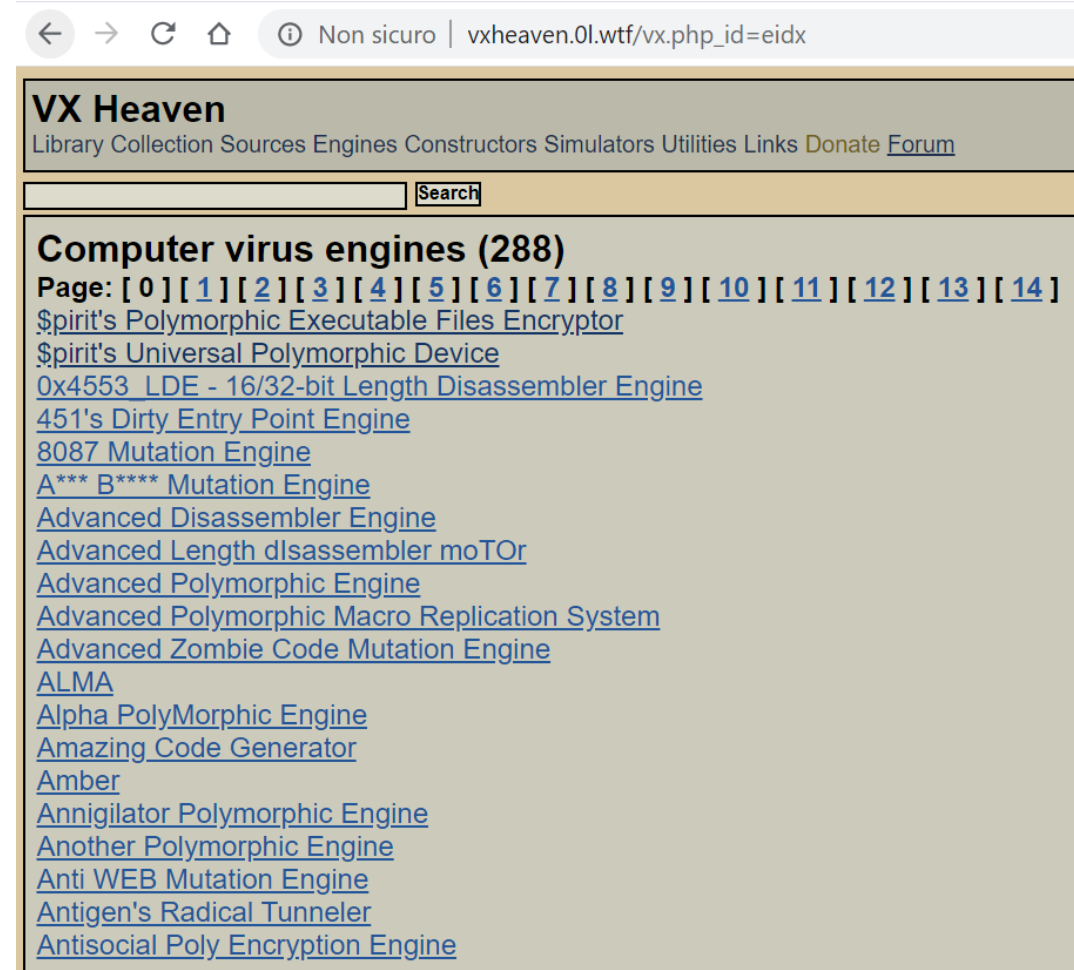 Non sicuro | vxheaven.0l.wtf/vx.php_id=eidx
VX Heaven
Library Collection Sources Engines Constructors Simulators Utilities Links Donate Forum
Search
Computer virus engines (288)
Page: [ 0 ] [ 1 ] [ 2 ] [ 3 ] [ 4 ] [ 5 ] [ 6 ] [ 7 ] [ 8 ] [ 9 ] [ 10 ] [ 11 ] [ 12 ] [ 13 ] [ 14 ]
$pirit's Polymorphic Executable Files Encryptor
$pirit's Universal Polymorphic Device
0x4553_LDE - 16/32-bit Length Disassembler Engine
451's Dirty Entry Point Engine
8087 Mutation Engine
A*** B**** Mutation Engine
Advanced Disassembler Engine
Advanced Length dIsassembler moTOr
Advanced Polymorphic Engine
Advanced Polymorphic Macro Replication System
Advanced Zombie Code Mutation Engine
ALMA
Alpha PolyMorphic Engine
Amazing Code Generator
Amber
Annigilator Polymorphic Engine
Another Polymorphic Engine
Anti WEB Mutation Engine
Antigen's Radical Tunneler
Antisocial Poly Encryption Engine